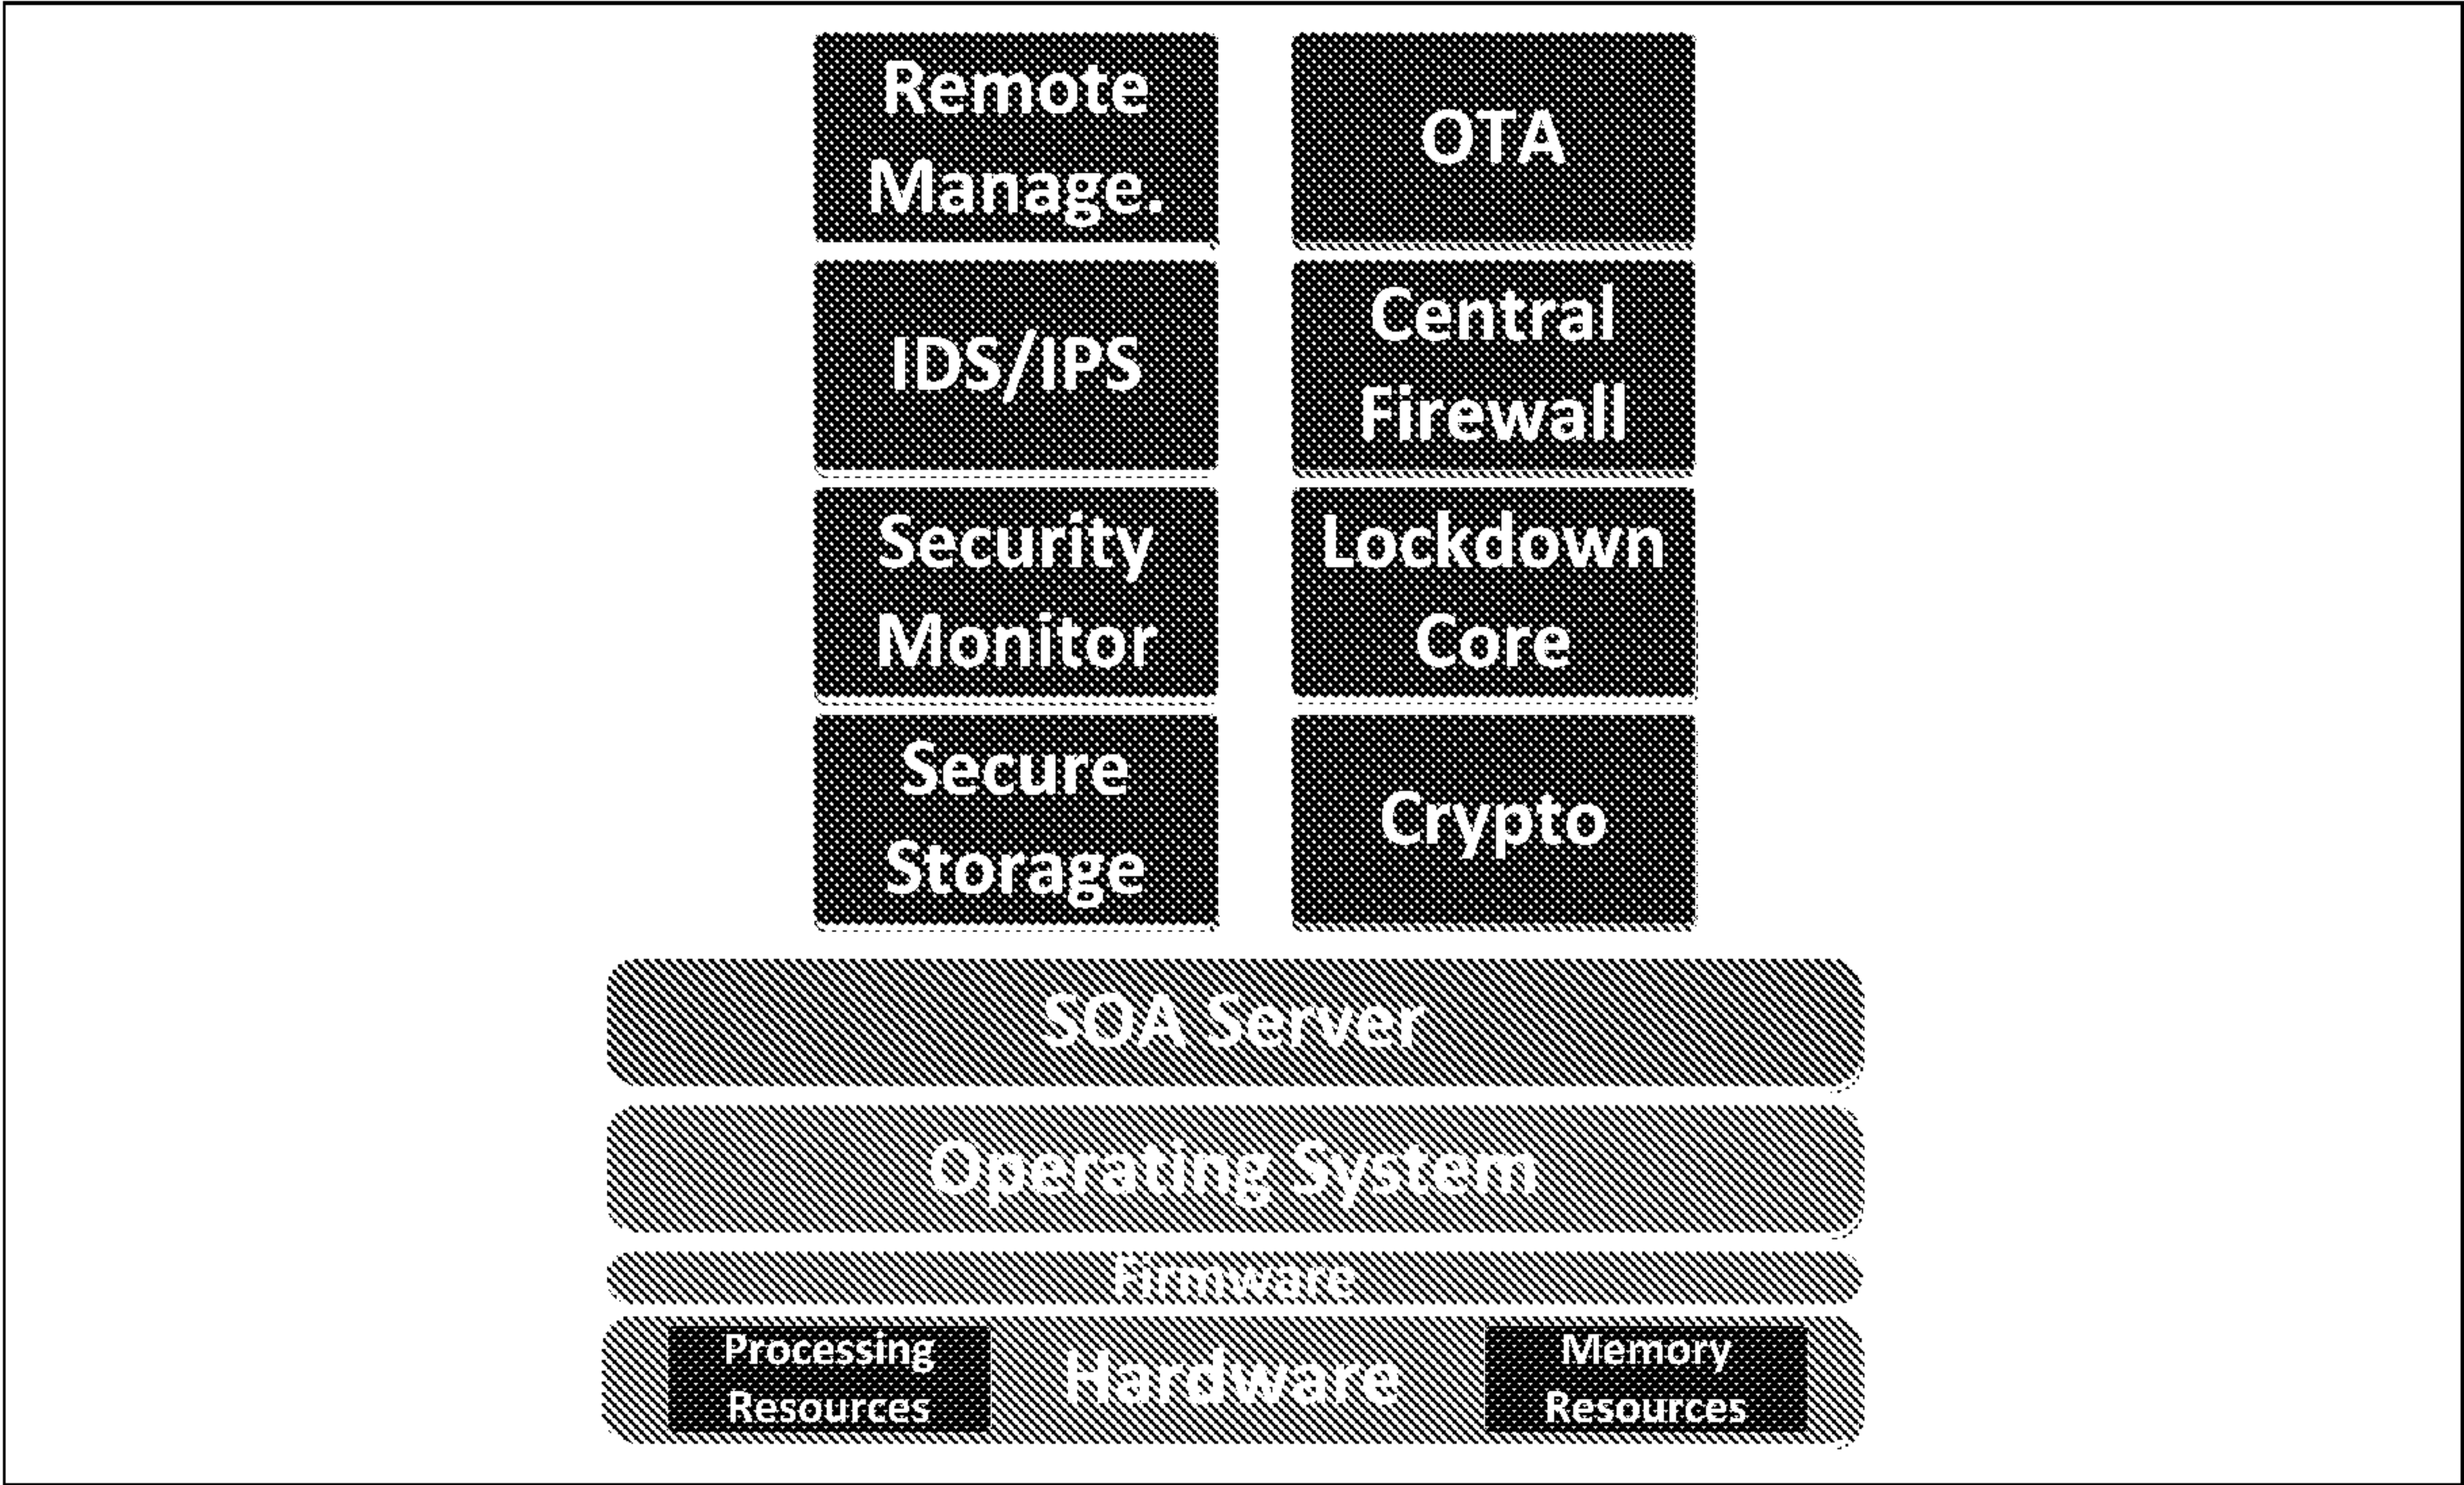 Remote
Manage.
OTA
IDS/IPS
Central
Firewall
Security
Monitor
Lockdown
Core
Secure
Storage
Crypto
SOA Server
Operating System
Firmware
Processing
Resources
Hardware
Memory
Resources